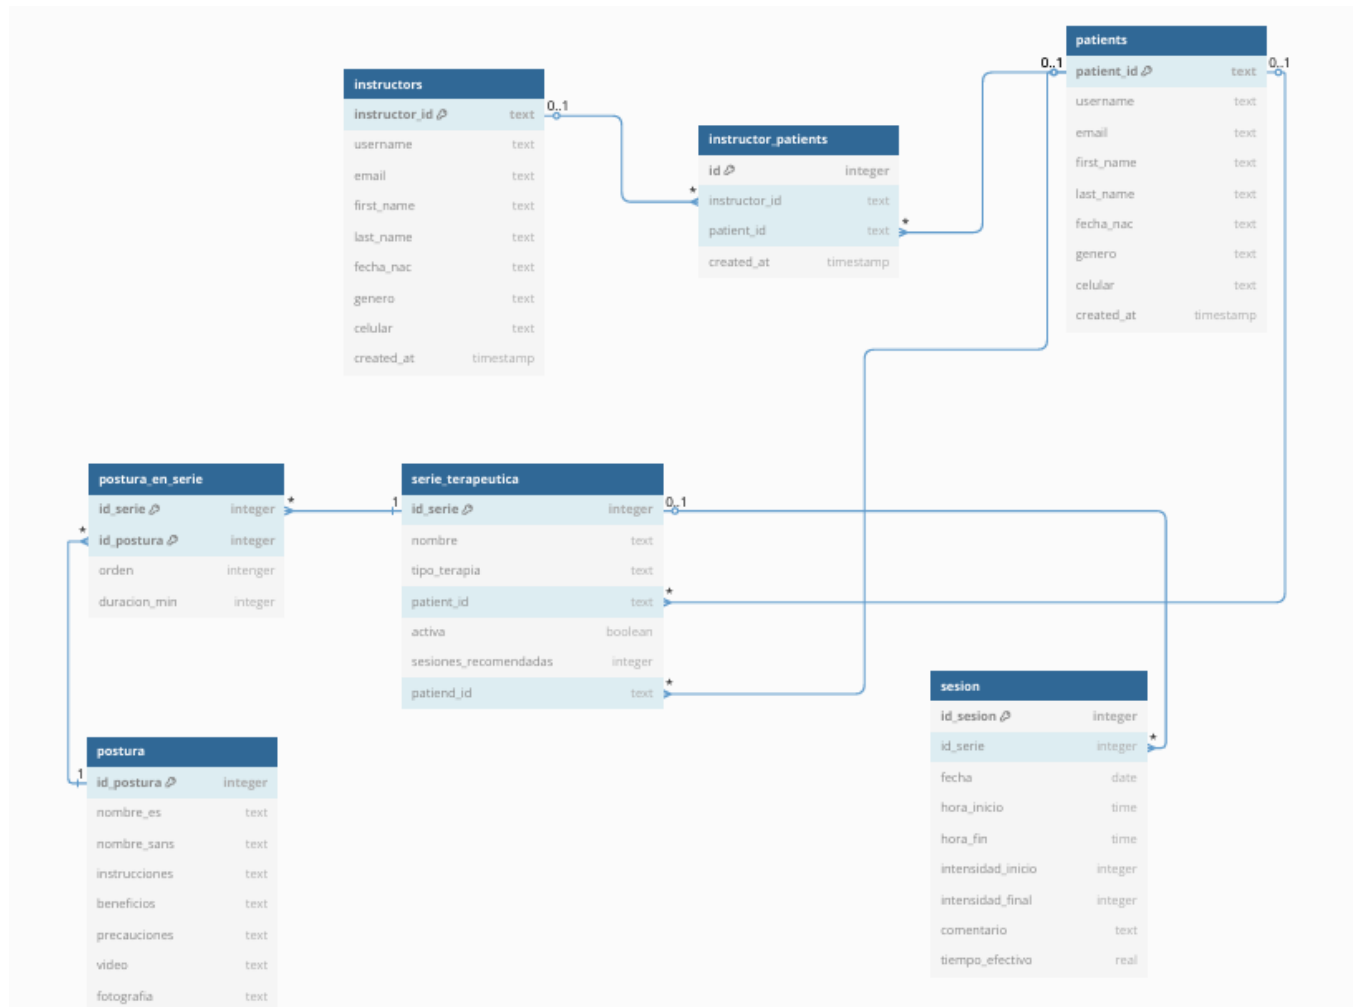 patients
patient_id text
username text
email text
first_name text
last_name text
fecha_nac text
genero text
celular text
created_at timestamp
0..1
0..1
instructors
instructor_id text
username text
email text
first_name text
last_name text
fecha_nac text
genero text
celular text
created_at timestamp
0..1
instructor_patients
id integer
instructor_id text
patient_id text
created_at timestamp
*
*
postura_en_serie
id_serie integer
id_postura integer
orden intenger
duracion_min integer
*
*
serie_terapeutica
id_serie integer
nombre text
tipo_terapia text
patient_id text
activa boolean
sesiones_recomendadas integer
patiend_id text
1
0..1
*
*
sesion
id_sesion integer
id_serie integer
fecha date
hora_inicio time
hora_fin time
intensidad_inicio integer
intensidad_final integer
comentario text
tiempo_efectivo real
*
postura
id_postura integer
nombre_es text
nombre_sans text
instrucciones text
beneficios text
precauciones text
video text
fotografia text
1